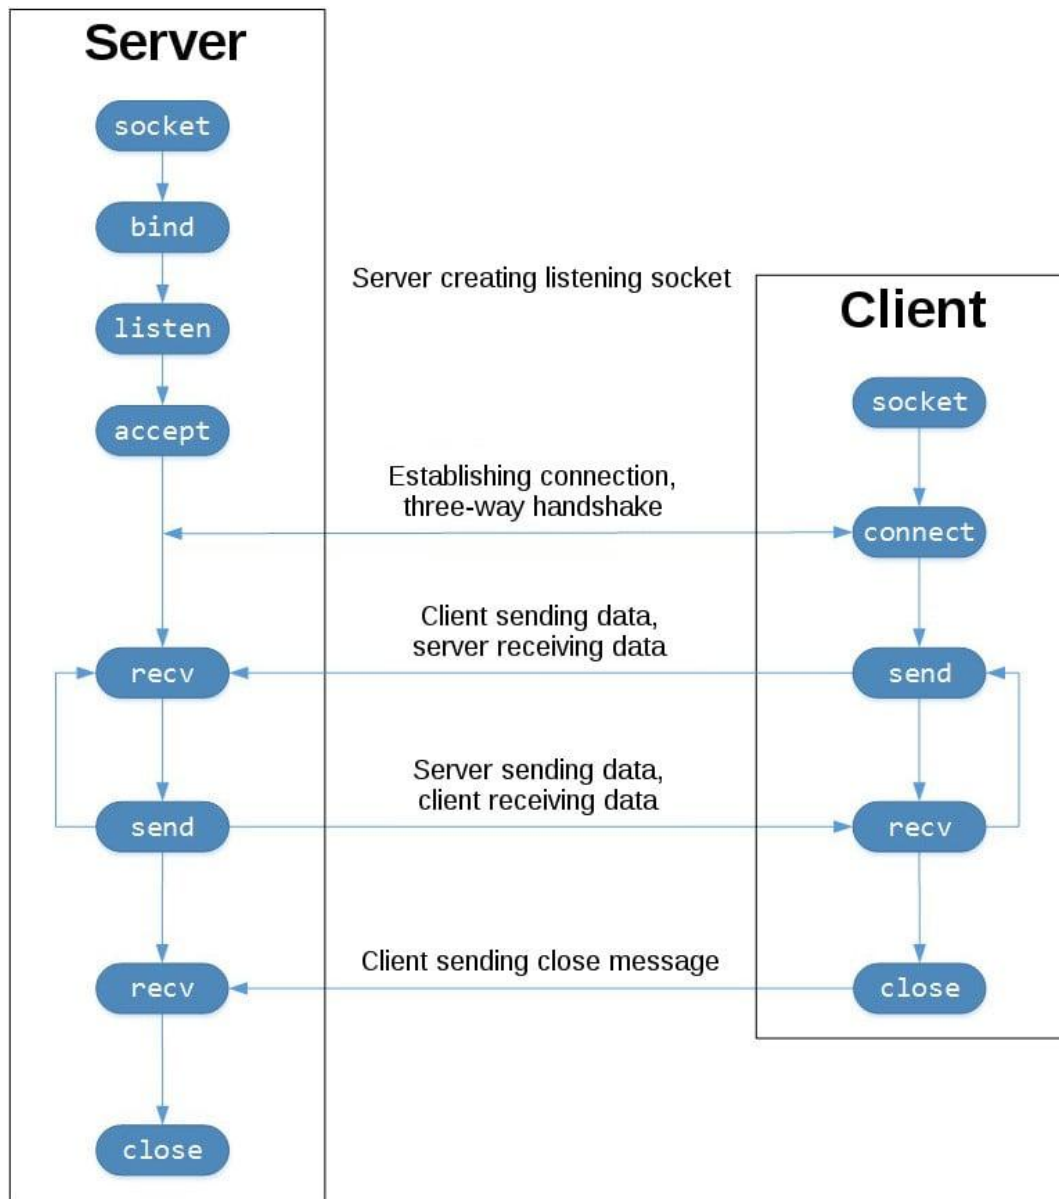 Server
socket
bind
Server creating listening socket
listen
Client
socket
accept
Establishing connection,
three-way handshake
connect
Client sending data,
server receiving data
recv
send
Server sending data,
client receiving data
send
recv
Client sending close message
recv
close
close